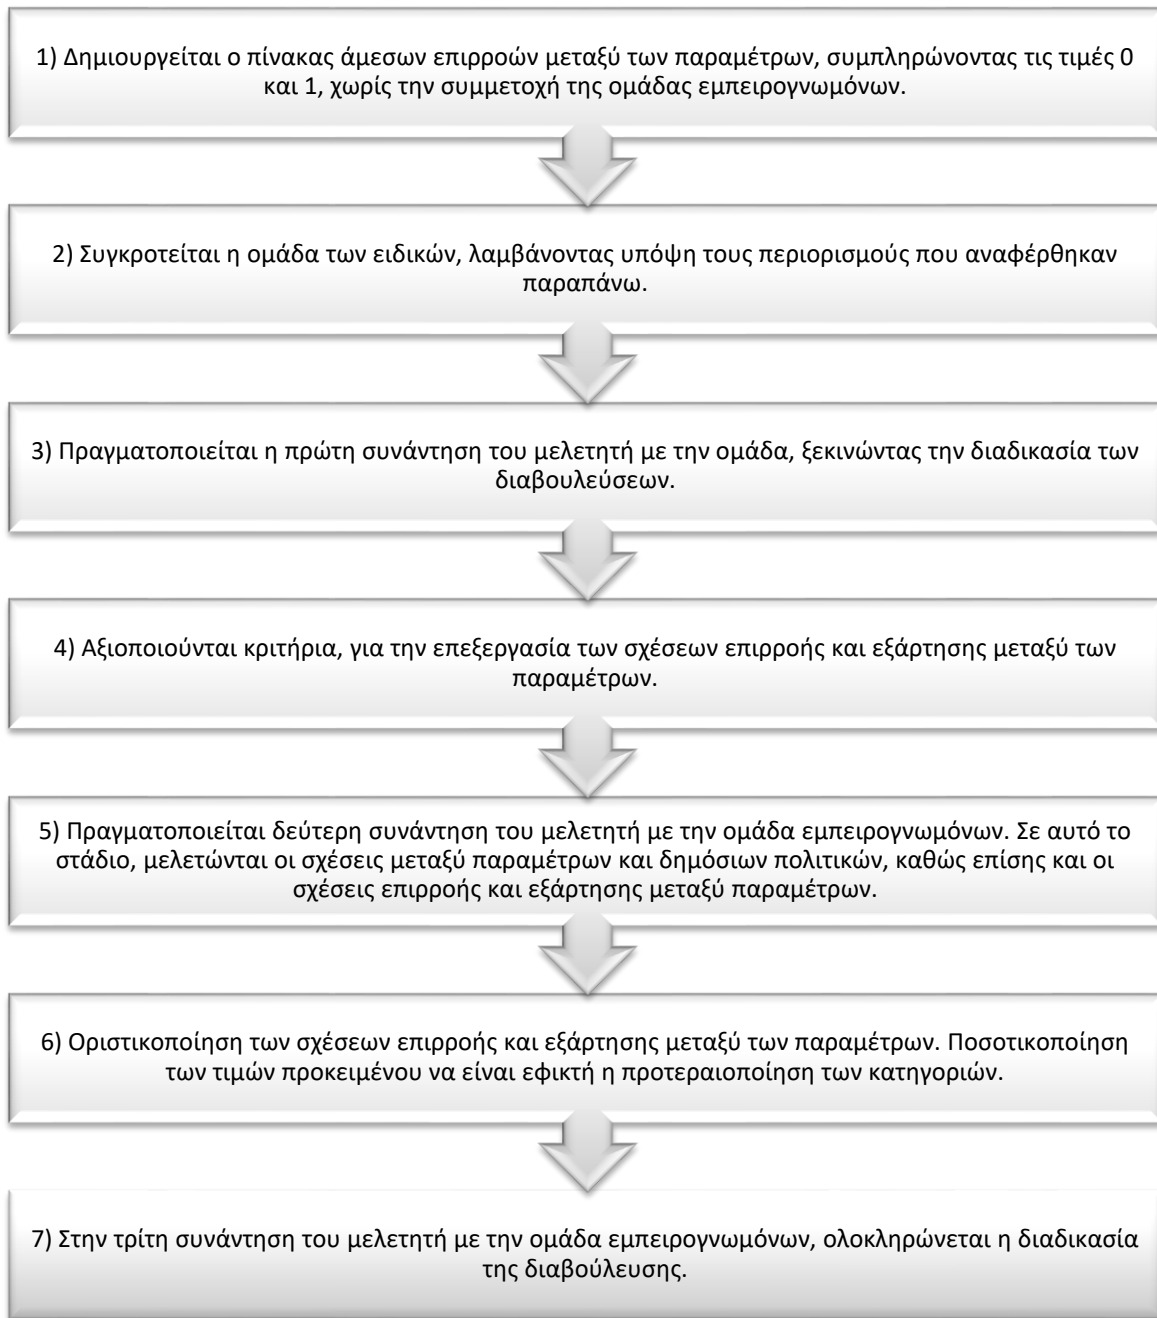 1) Δημιουργείται ο πίνακας άμεσων επιρροών μεταξύ των παραμέτρων, συμπληρώνοντας τις τιμές 0
και 1, χωρίς την συμμετοχή της ομάδας εμπειρογνωμόνων.
2) Συγκροτείται η ομάδα των ειδικών, λαμβάνοντας υπόψη τους περιορισμούς που αναφέρθηκαν
παραπάνω.
3) Πραγματοποιείται η πρώτη συνάντηση του μελετητή με την ομάδα, ξεκινώντας την διαδικασία των
διαβουλεύσεων.
4) Αξιοποιούνται κριτήρια, για την επεξεργασία των σχέσεων επιρροής και εξάρτησης μεταξύ των
παραμέτρων.
5) Πραγματοποιείται δεύτερη συνάντηση του μελετητή με την ομάδα εμπειρογνωμόνων. Σε αυτό το
στάδιο, μελετώνται οι σχέσεις μεταξύ παραμέτρων και δημόσιων πολιτικών, καθώς επίσης και οι
σχέσεις επιρροής και εξάρτησης μεταξύ παραμέτρων.
6) Οριστικοποίηση των σχέσεων επιρροής και εξάρτησης μεταξύ των παραμέτρων. Ποσοτικοποίηση
των τιμών προκειμένου να είναι εφικτή η προτεραιοποίηση των κατηγοριών.
7) Στην τρίτη συνάντηση του μελετητή με την ομάδα εμπειρογνωμόνων, ολοκληρώνεται η διαδικασία
της διαβούλευσης.